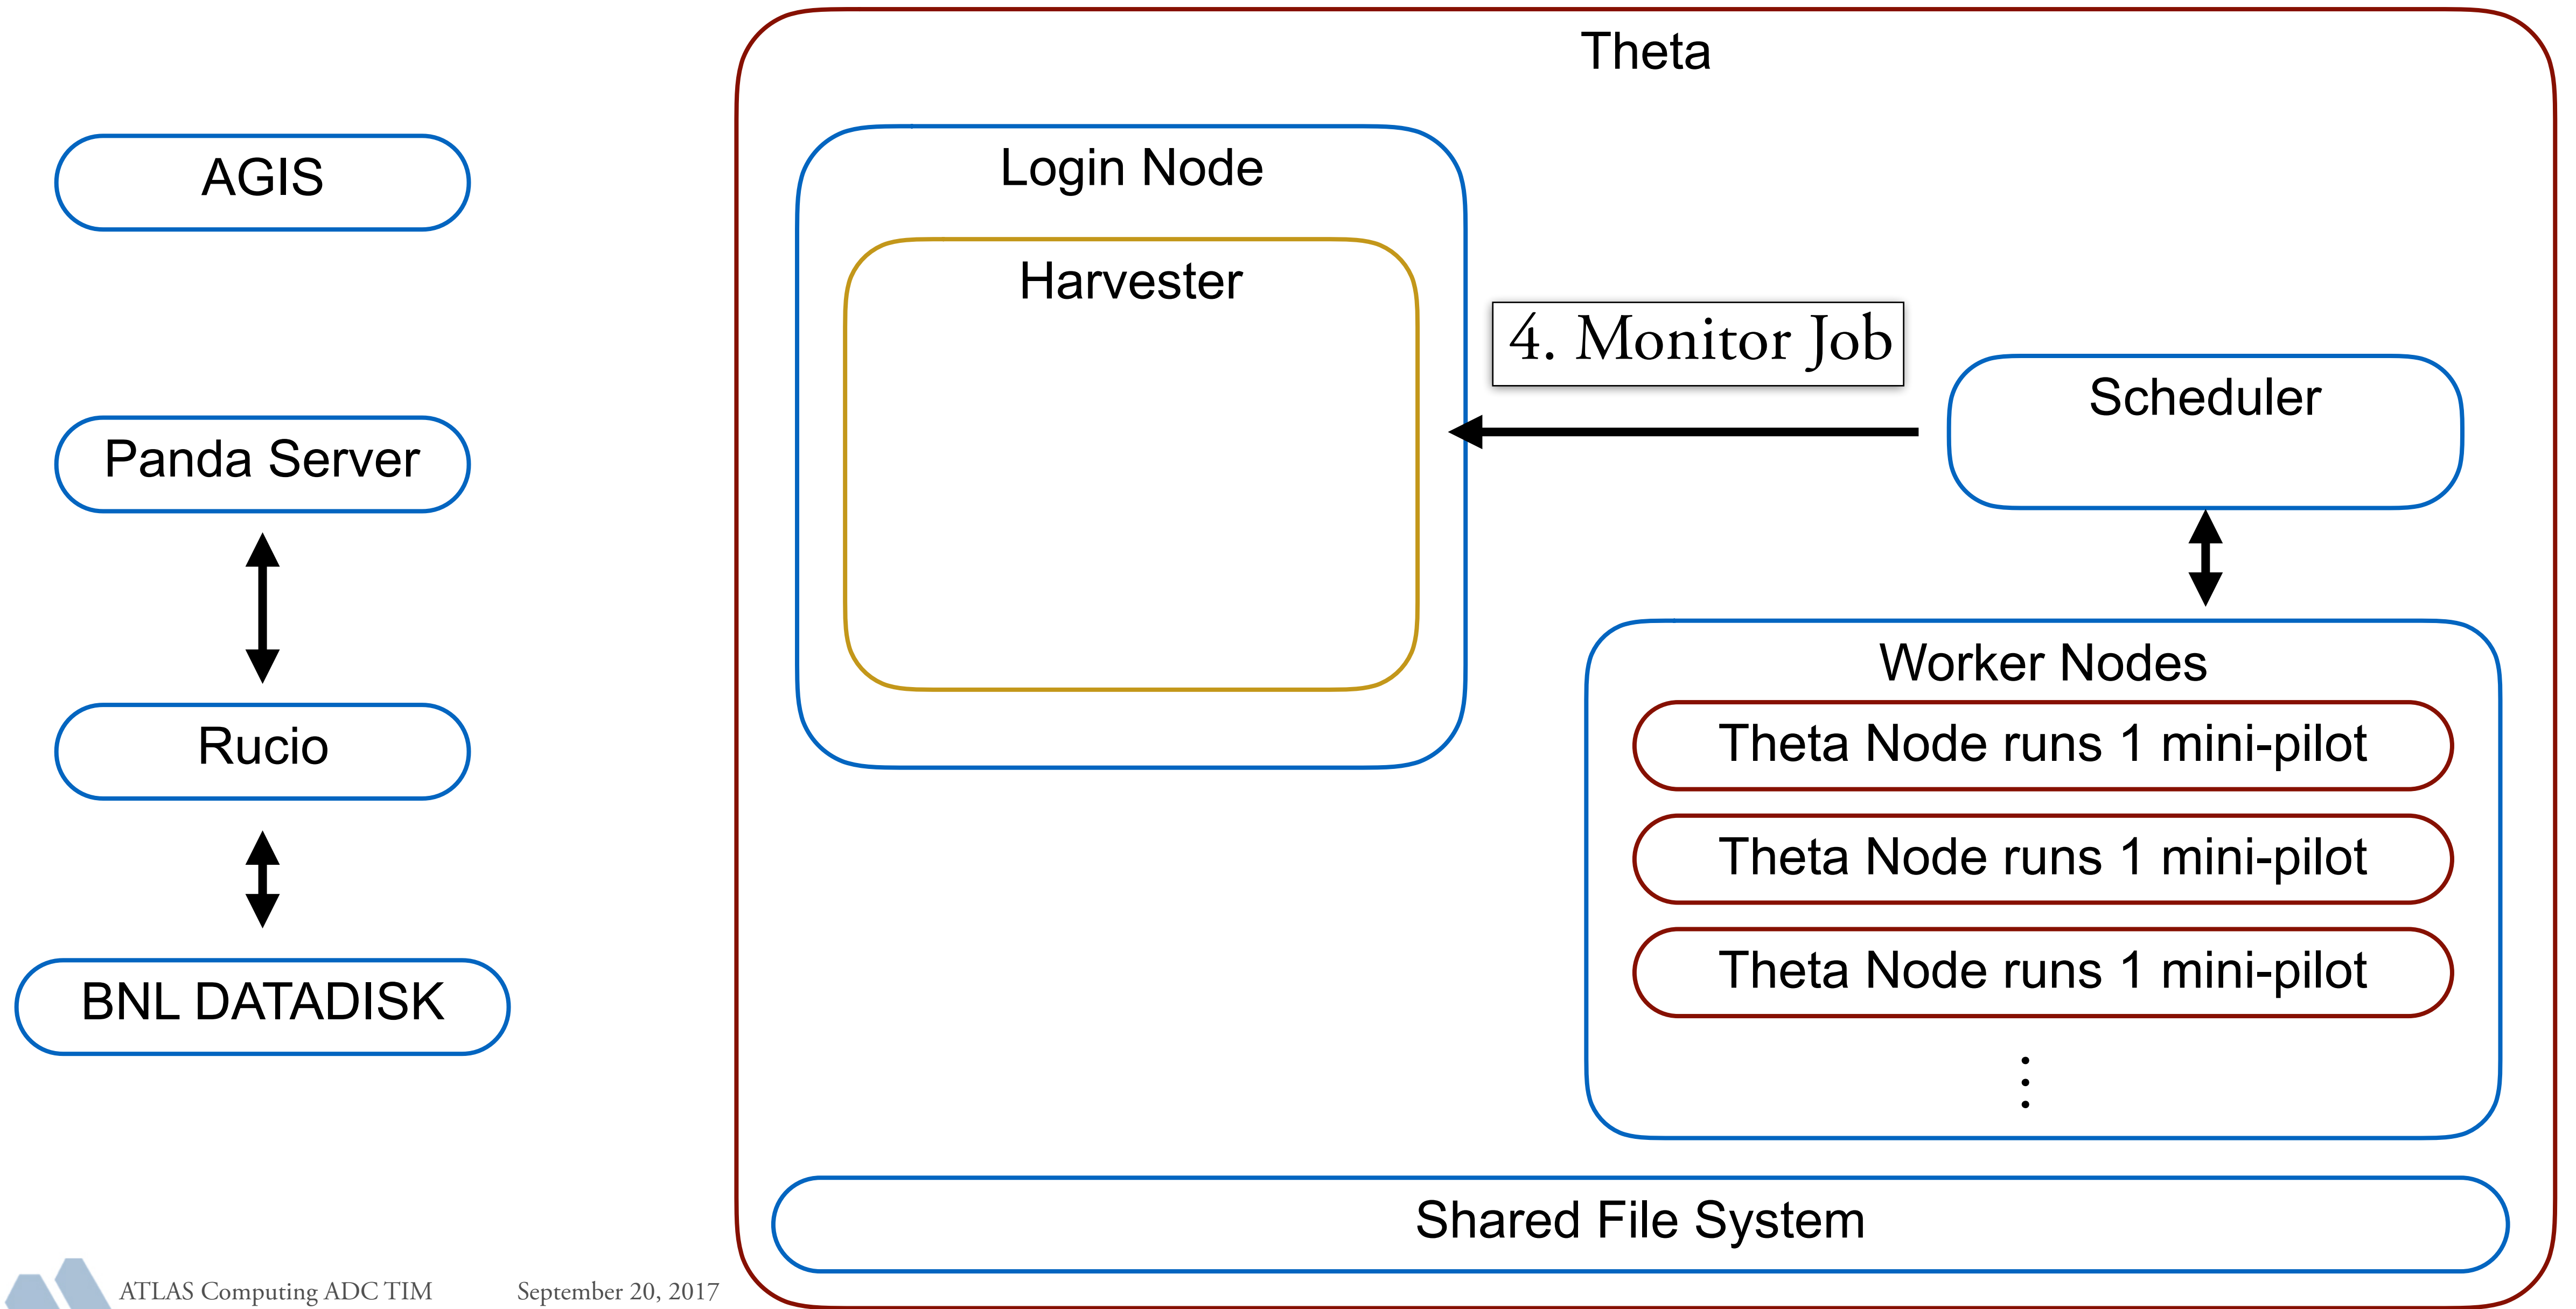 Theta
AGIS
Login Node
Harvester
4. Monitor Job
Scheduler
Panda Server
Worker Nodes
Rucio
Theta Node runs 1 mini-pilot
Theta Node runs 1 mini-pilot
Theta Node runs 1 mini-pilot
BNL DATADISK
Shared File System
ATLAS Computing ADC TIM September 20, 2017